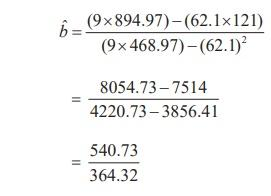 b̂ = (9×894.97)−(62.1×121) / (9×468.97)−(62.1)²
= 8054.73−7514 / 4220.73−3856.41
= 540.73 / 364.32